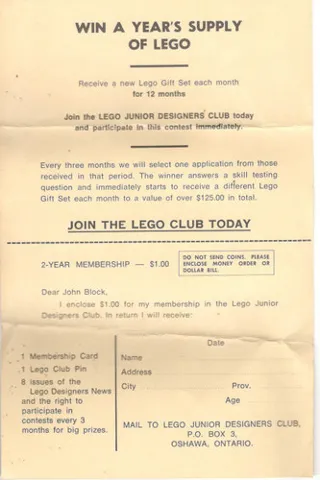 WIN A YEAR'S SUPPLY
OF LEGO
Receive a new Lego Gift Set each month
for 12 months
Join the LEGO JUNIOR DESIGNERS CLUB today
and participate in this contest immediately.
Every three months we will select one application from those
received in that period. The winner answers a skill testing
question and immediately starts to receive a different Lego
Gift Set each month to a value of over $125.00 in total.
JOIN THE LEGO CLUB TODAY
2-YEAR MEMBERSHIP — $1.00
DO NOT SEND COINS. PLEASE
ENCLOSE MONEY ORDER OR
DOLLAR BILL.
Dear John Block,
I enclose $1.00 for my membership in the Lego Junior
Designers Club. In return I will receive:
1 Membership Card
1 Lego Club Pin
8 issues of the
Lego Designers News
and the right to
participate in
contests every 3
months for big prizes.
Date
Name
Address
City Prov.
Age
MAIL TO LEGO JUNIOR DESIGNERS CLUB,
P.O. BOX 3,
OSHAWA, ONTARIO.